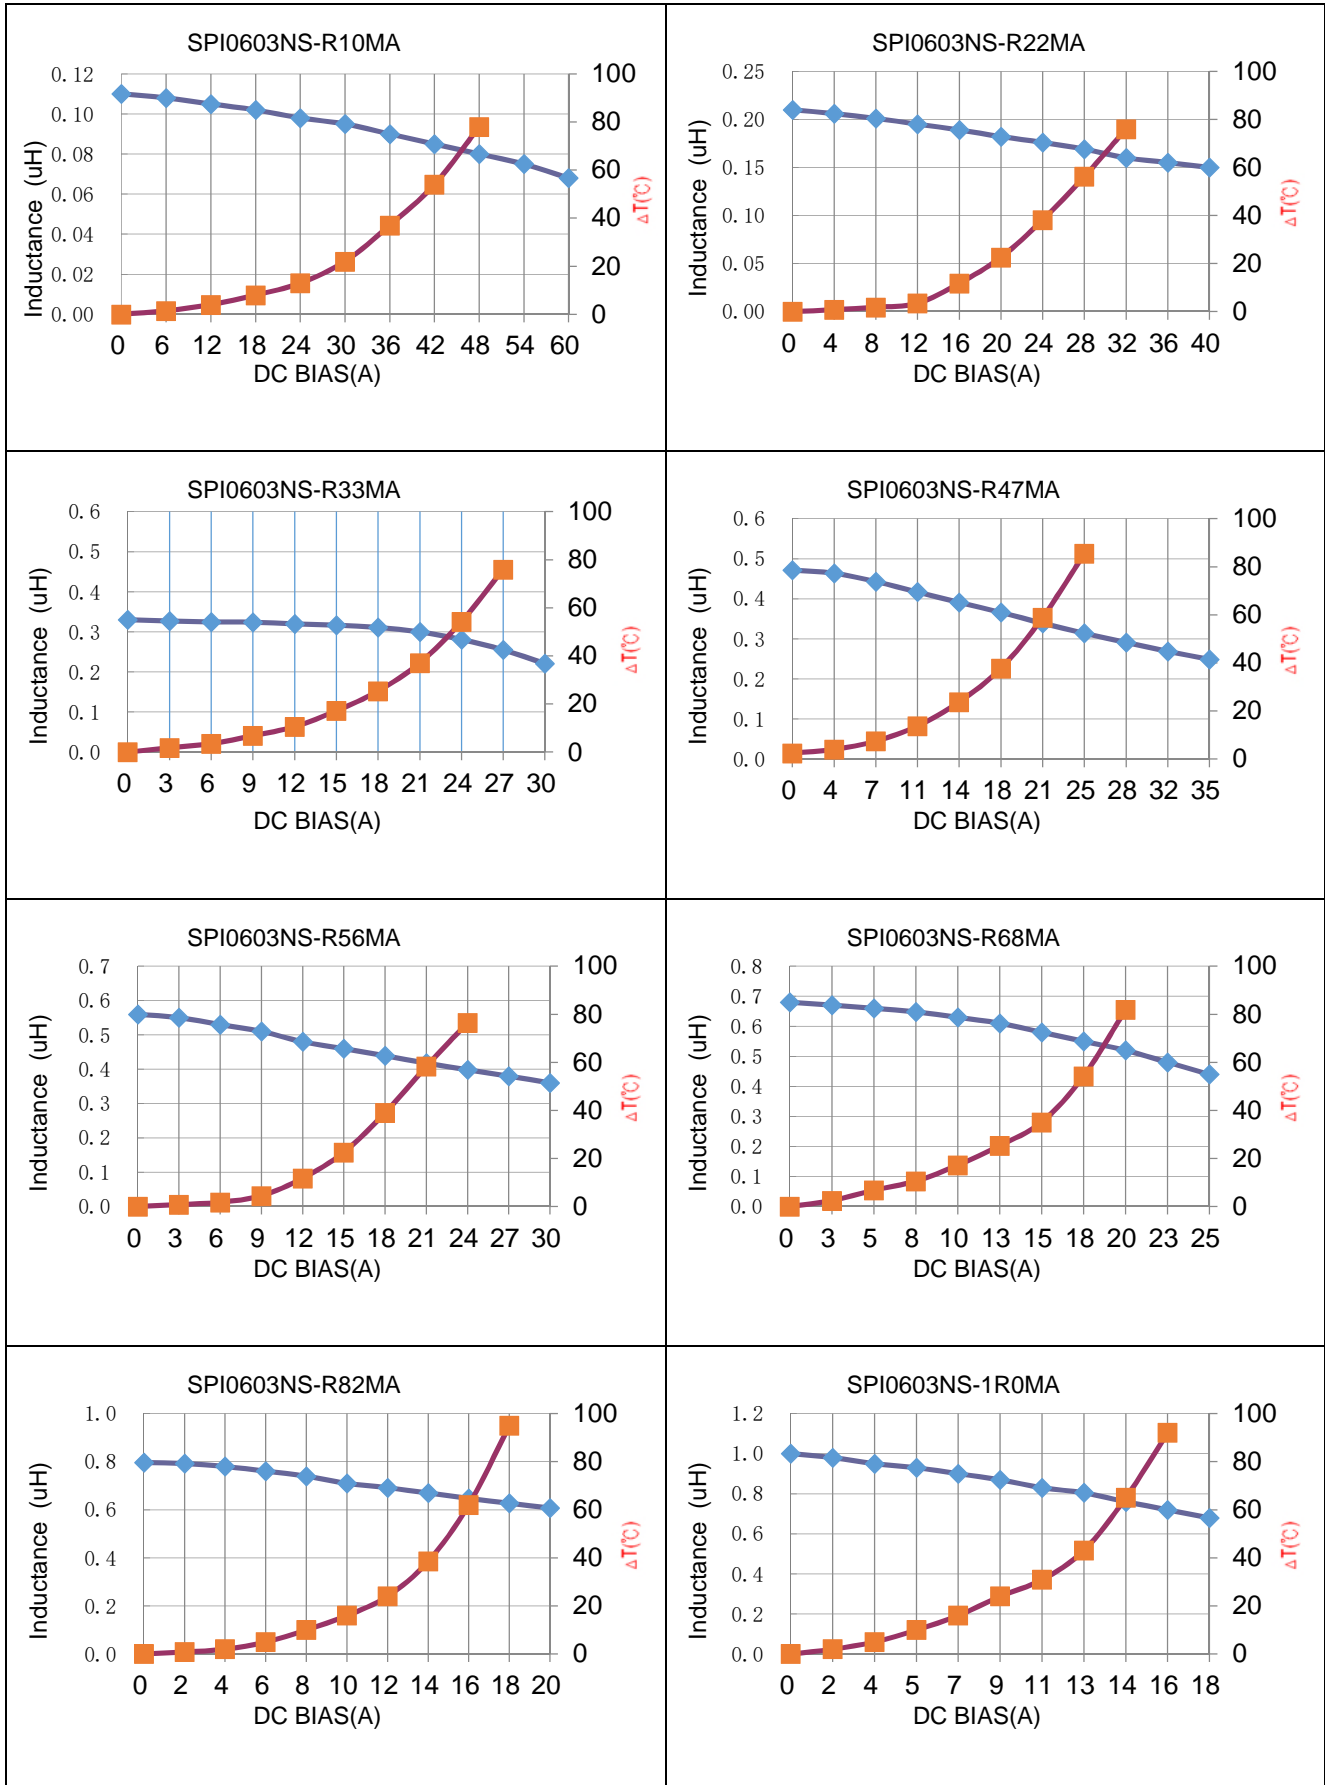 SPI0603NS-R10MA
0.12
0.10
0.08
0.06
0.04
0.02
0.00
Inductance (uH)
100
80
60
40
20
0
ΔT(℃)
0 6 12 18 24 30 36 42 48 54 60
DC BIAS(A)
SPI0603NS-R22MA
0.25
0.20
0.15
0.10
0.05
0.00
Inductance (uH)
100
80
60
40
20
0
ΔT(℃)
0 4 8 12 16 20 24 28 32 36 40
DC BIAS(A)
SPI0603NS-R33MA
0.6
0.5
0.4
0.3
0.2
0.1
0.0
Inductance (uH)
100
80
60
40
20
0
ΔT(℃)
0 3 6 9 12 15 18 21 24 27 30
DC BIAS(A)
SPI0603NS-R47MA
0.6
0.5
0.4
0.3
0.2
0.1
0.0
Inductance (uH)
100
80
60
40
20
0
ΔT(℃)
0 4 7 11 14 18 21 25 28 32 35
DC BIAS(A)
SPI0603NS-R56MA
0.7
0.6
0.5
0.4
0.3
0.2
0.1
0.0
Inductance (uH)
100
80
60
40
20
0
ΔT(℃)
0 3 6 9 12 15 18 21 24 27 30
DC BIAS(A)
SPI0603NS-R68MA
0.8
0.7
0.6
0.5
0.4
0.3
0.2
0.1
0.0
Inductance (uH)
100
80
60
40
20
0
ΔT(℃)
0 3 5 8 10 13 15 18 20 23 25
DC BIAS(A)
SPI0603NS-R82MA
1.0
0.8
0.6
0.4
0.2
0.0
Inductance (uH)
100
80
60
40
20
0
ΔT(℃)
0 2 4 6 8 10 12 14 16 18 20
DC BIAS(A)
SPI0603NS-1R0MA
1.2
1.0
0.8
0.6
0.4
0.2
0.0
Inductance (uH)
100
80
60
40
20
0
ΔT(℃)
0 2 4 5 7 9 11 13 14 16 18
DC BIAS(A)